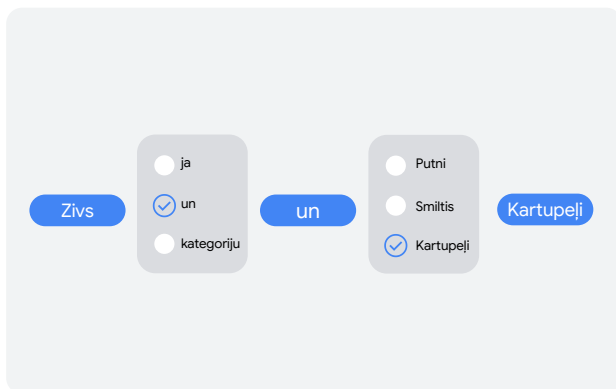 Zivs
ja
un
kategoriju
un
Putni
Smiltis
Kartupeļi
Kartupeļi